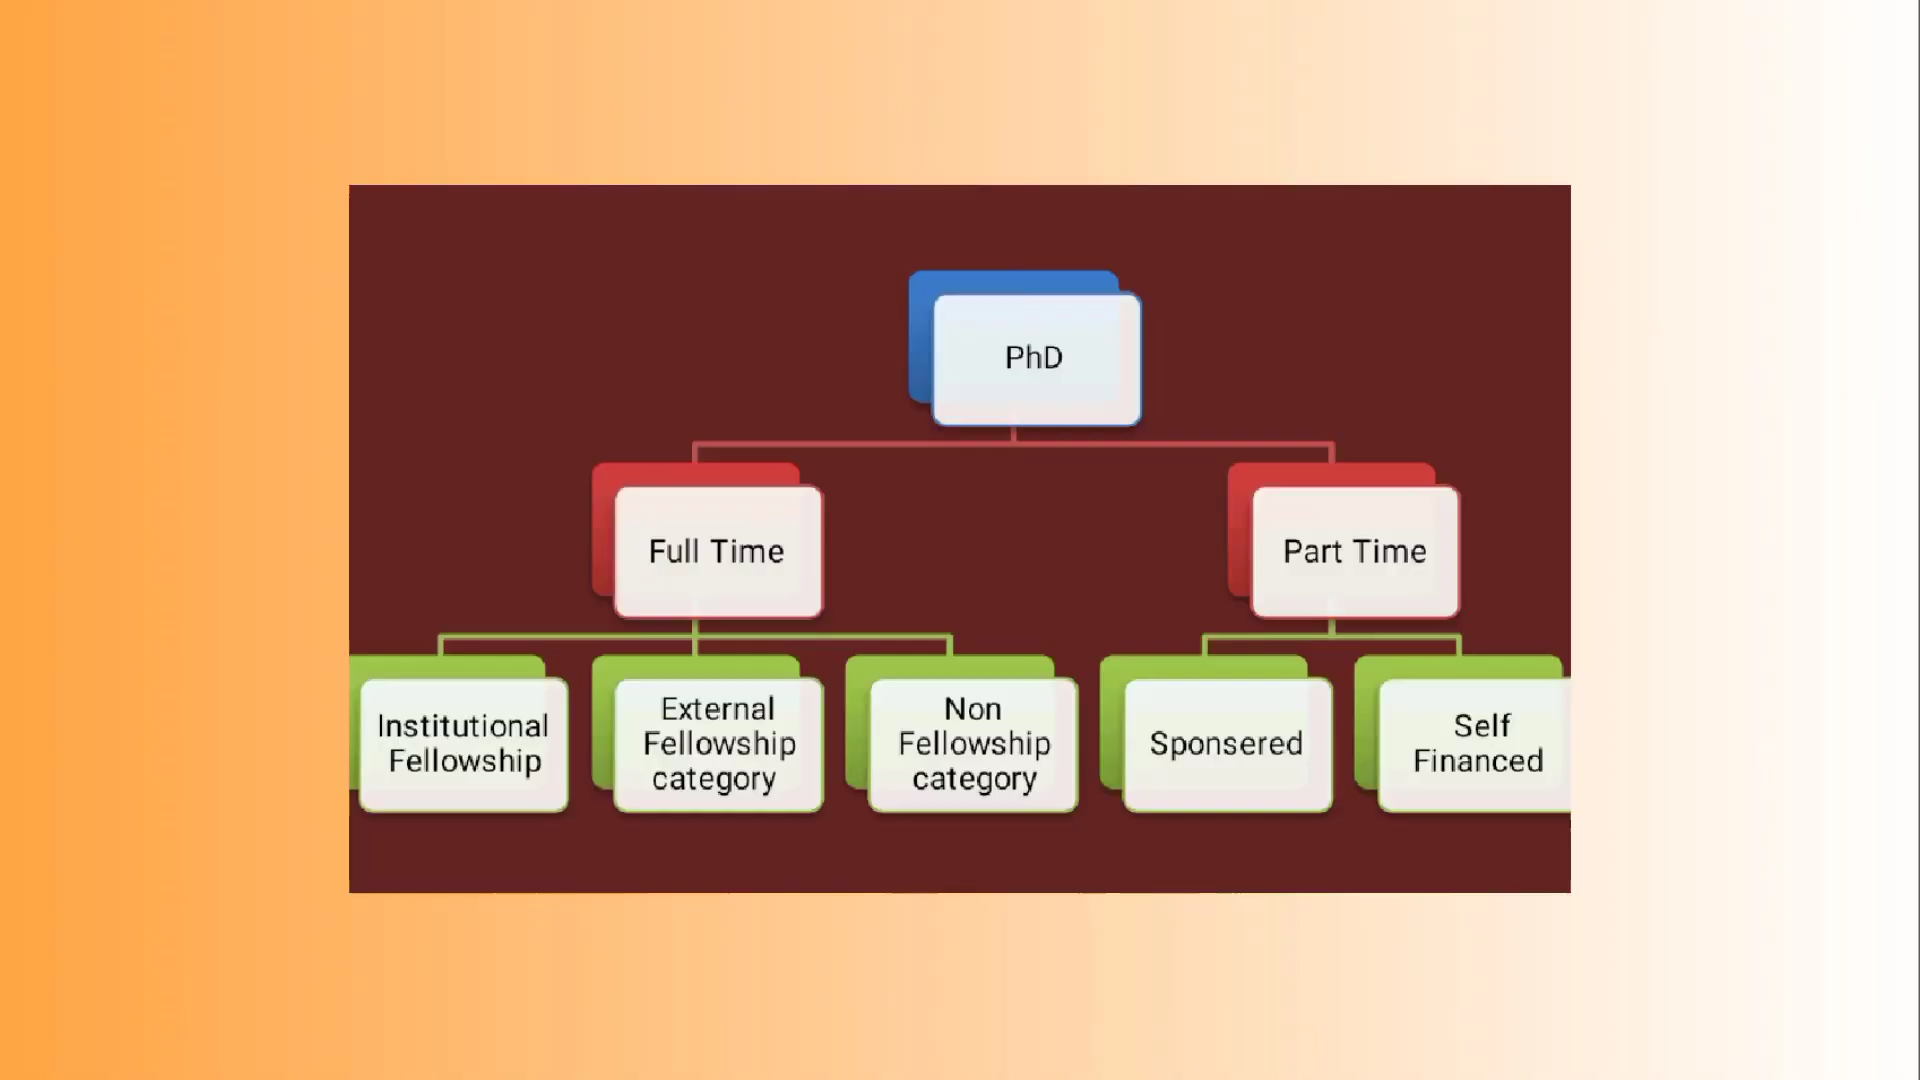 PhD
Full Time
Part Time
Institutional
Fellowship
External
Fellowship
category
Non
Fellowship
category
Sponsered
Self
Financed